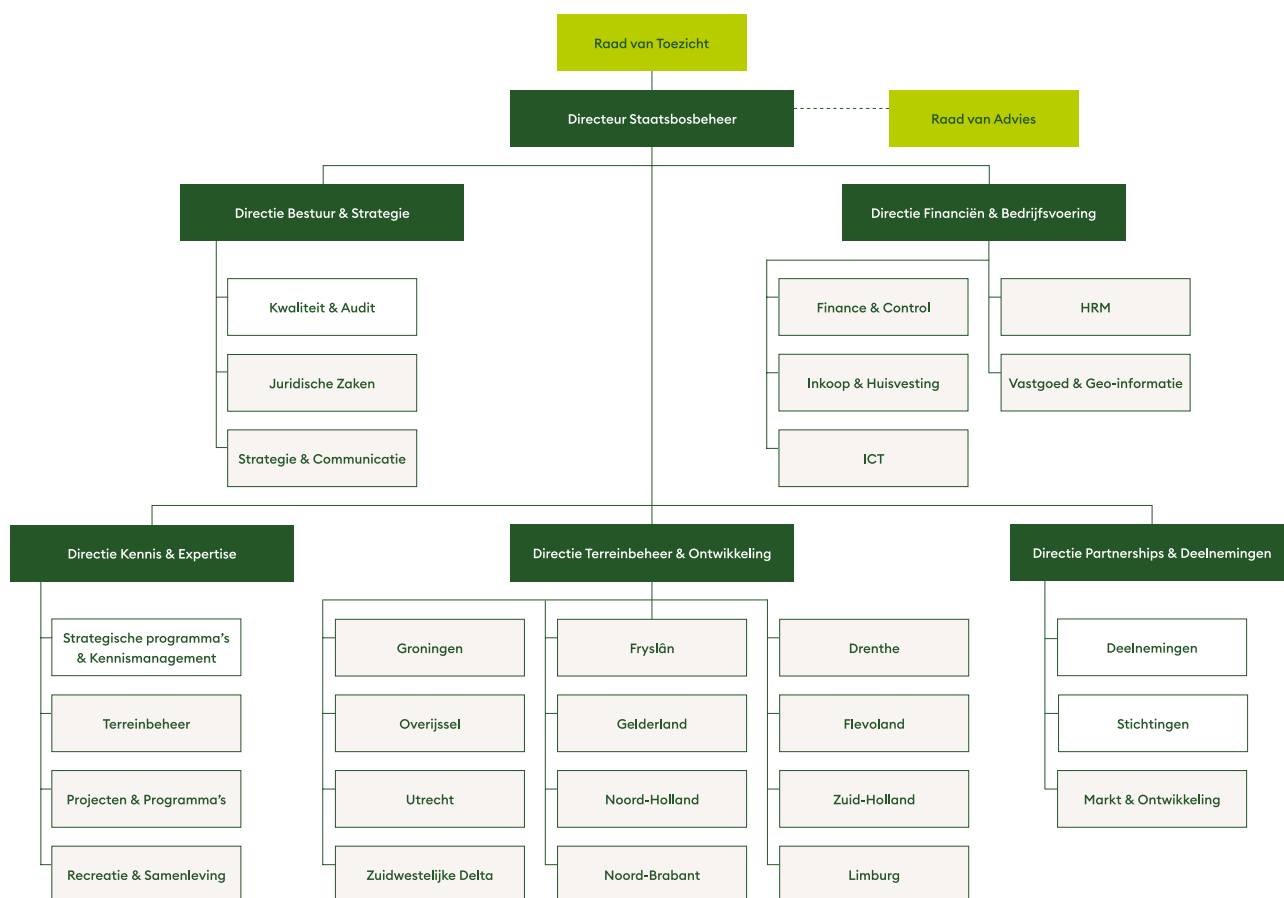 Raad van Toezicht
Directeur Staatsbosbeheer
Raad van Advies
Directie Bestuur & Strategie
Directie Financiën & Bedrijfsvoering
Kwaliteit & Audit
Juridische Zaken
Strategie & Communicatie
Finance & Control
HRM
Inkoop & Huisvesting
Vastgoed & Geo-informatie
ICT
Directie Kennis & Expertise
Directie Terreinbeheer & Ontwikkeling
Directie Partnerships & Deelnemingen
Strategische programma’s
& Kennismanagement
Terreinbeheer
Projecten & Programma’s
Recreatie & Samenleving
Groningen
Fryslân
Drenthe
Overijssel
Gelderland
Flevoland
Utrecht
Noord-Holland
Zuid-Holland
Zuidwestelijke Delta
Noord-Brabant
Limburg
Deelnemingen
Stichtingen
Markt & Ontwikkeling